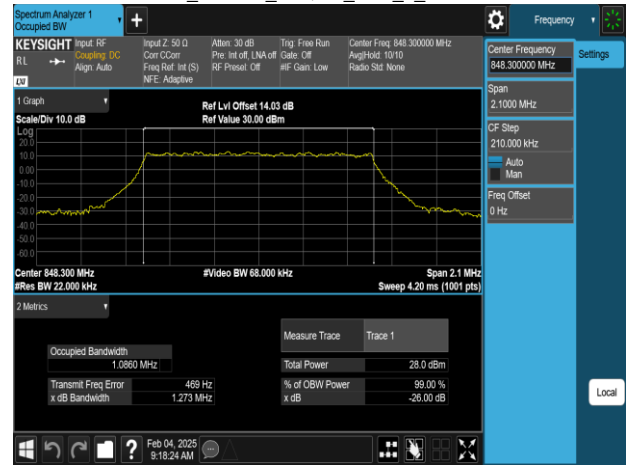 Spectrum Analyzer 1
Occupied BW
Frequency
KEYSIGHT
RL
LXI
Input: RF
Coupling: DC
Align: Auto
Input Z: 50 Ω
Corr CCorr
Freq Ref: Int (S)
NFE: Adaptive
Atten: 30 dB
Pre: Int off, LNA off
RF Presel: Off
Trig: Free Run
Gate: Off
#IF Gain: Low
Center Freq: 848.300000 MHz
Avg|Hold: 10/10
Radio Std: None
Center Frequency
848.300000 MHz
Settings
Span
2.1000 MHz
CF Step
210.000 kHz
Auto
Man
Freq Offset
0 Hz
1 Graph
Scale/Div 10.0 dB
Ref Lvl Offset 14.03 dB
Ref Value 30.00 dBm
Log
20.0
10.0
0.00
-10.0
-20.0
-30.0
-40.0
-50.0
-60.0
Center 848.300 MHz
#Video BW 68.000 kHz
Span 2.1 MHz
#Res BW 22.000 kHz
Sweep 4.20 ms (1001 pts)
2 Metrics
Measure Trace
Trace 1
Occupied Bandwidth
1.0860 MHz
Total Power
28.0 dBm
Transmit Freq Error
469 Hz
% of OBW Power
99.00 %
x dB Bandwidth
1.273 MHz
x dB
-26.00 dB
Local
?
Feb 04, 2025
9:18:24 AM